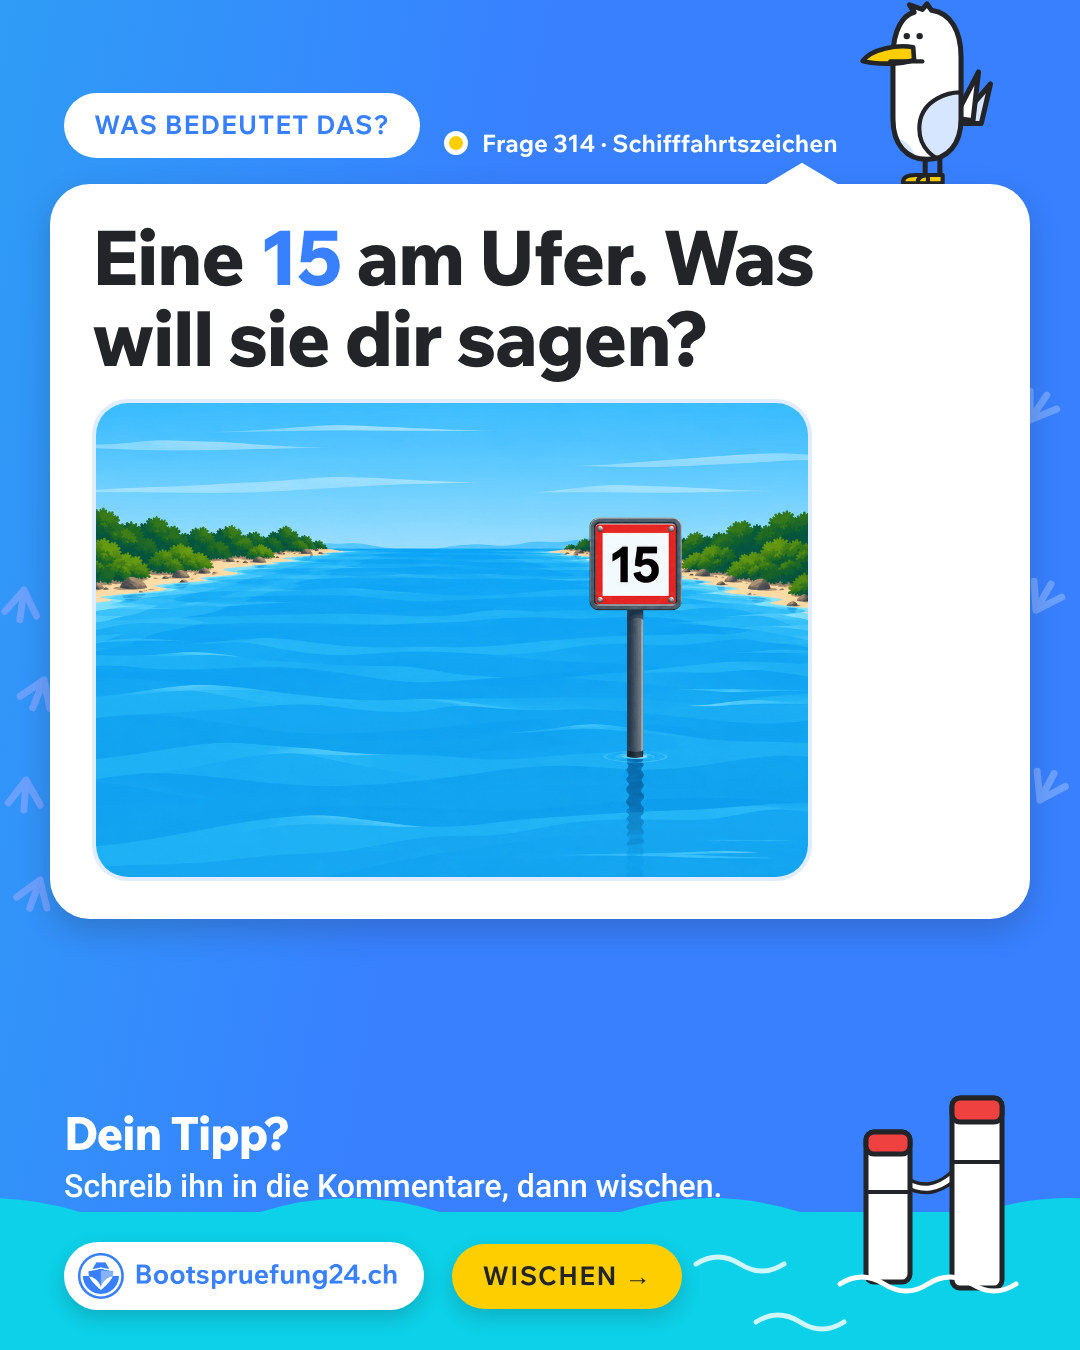 WAS BEDEUTET DAS?
Frage 314 · Schifffahrtszeichen
Eine 15 am Ufer. Was
will sie dir sagen?
15
Dein Tipp?
Schreib ihn in die Kommentare, dann wischen.
Bootspruefung24.ch
WISCHEN →